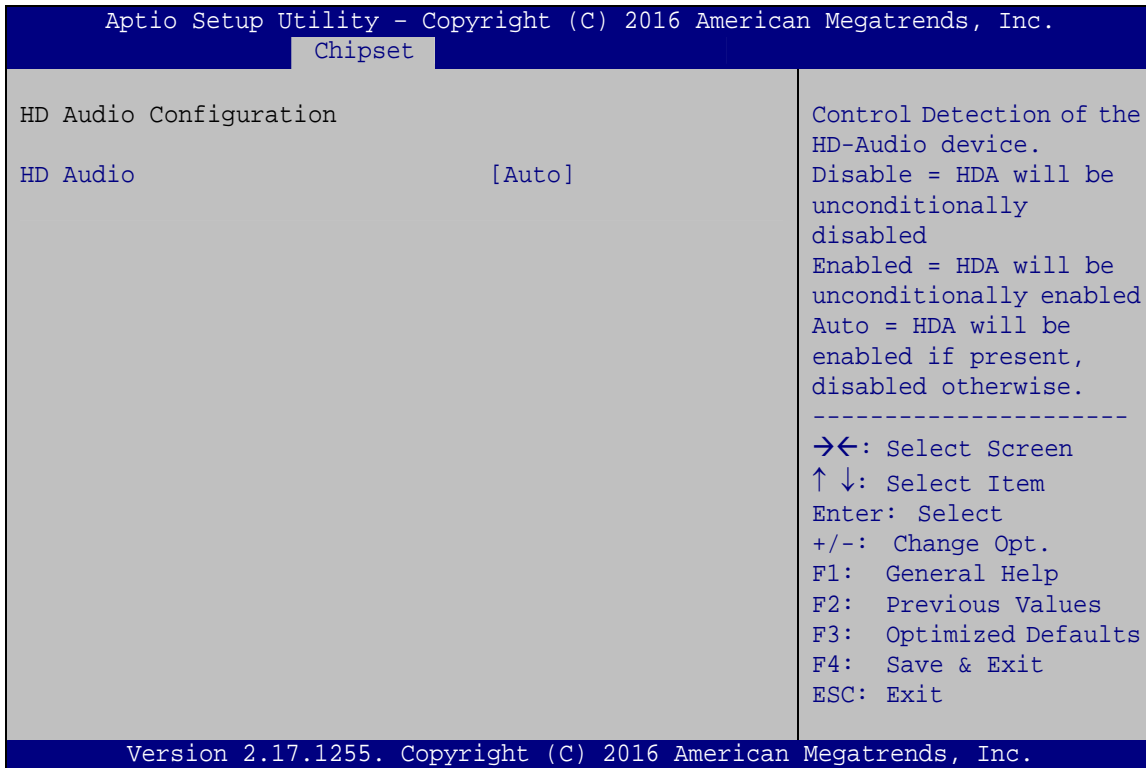 Aptio Setup Utility – Copyright (C) 2016 American Megatrends, Inc.
Chipset
HD Audio Configuration
HD Audio [Auto]
Control Detection of the
HD-Audio device.
Disable = HDA will be
unconditionally
disabled
Enabled = HDA will be
unconditionally enabled
Auto = HDA will be
enabled if present,
disabled otherwise.
----------------------
→←: Select Screen
↑ ↓: Select Item
Enter: Select
+/-: Change Opt.
F1: General Help
F2: Previous Values
F3: Optimized Defaults
F4: Save & Exit
ESC: Exit
Version 2.17.1255. Copyright (C) 2016 American Megatrends, Inc.